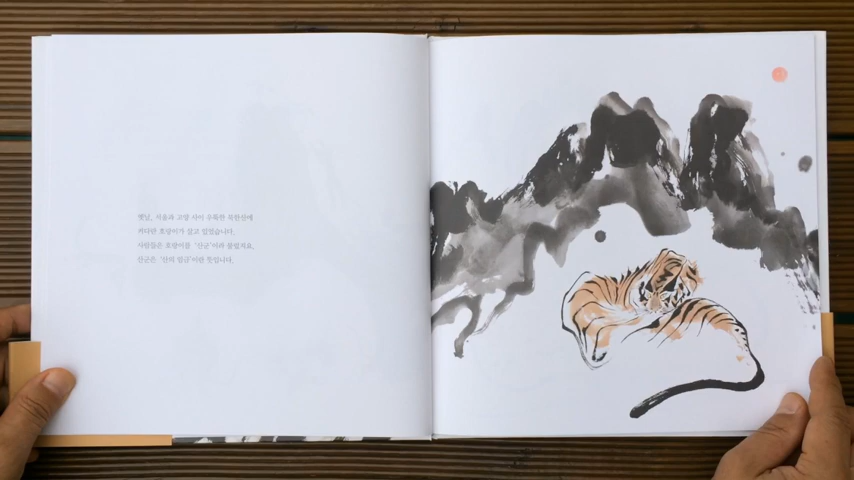 옛날, 서울과 고양 사이 우뚝한 북한산에
커다란 호랑이가 살고 있었습니다.
사람들은 호랑이를 '산군'이라 불렀지요.
산군은 '산의 임금'이란 뜻입니다.